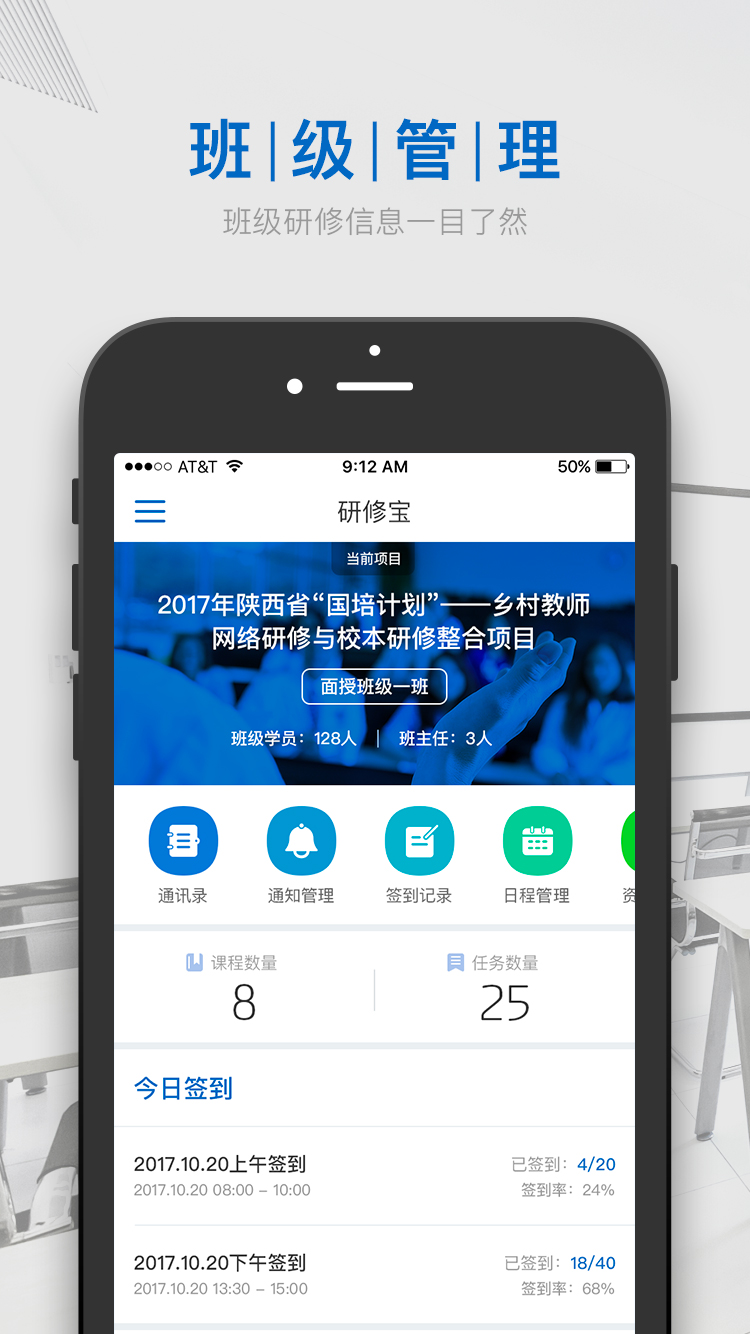 班|级|管|理
班级研修信息一目了然
AT&T 9:12 AM 50%
研修宝
当前项目
2017年陕西省“国培计划”——乡村教师
网络研修与校本研修整合项目
面授班级一班
班级学员：128人 | 班主任：3人
通讯录 通知管理 签到记录 日程管理 资
课程数量 任务数量
8 25
今日签到
2017.10.20上午签到 已签到：4/20
2017.10.20 08:00 – 10:00 签到率：24%
2017.10.20下午签到 已签到：18/40
2017.10.20 13:30 – 15:00 签到率：68%